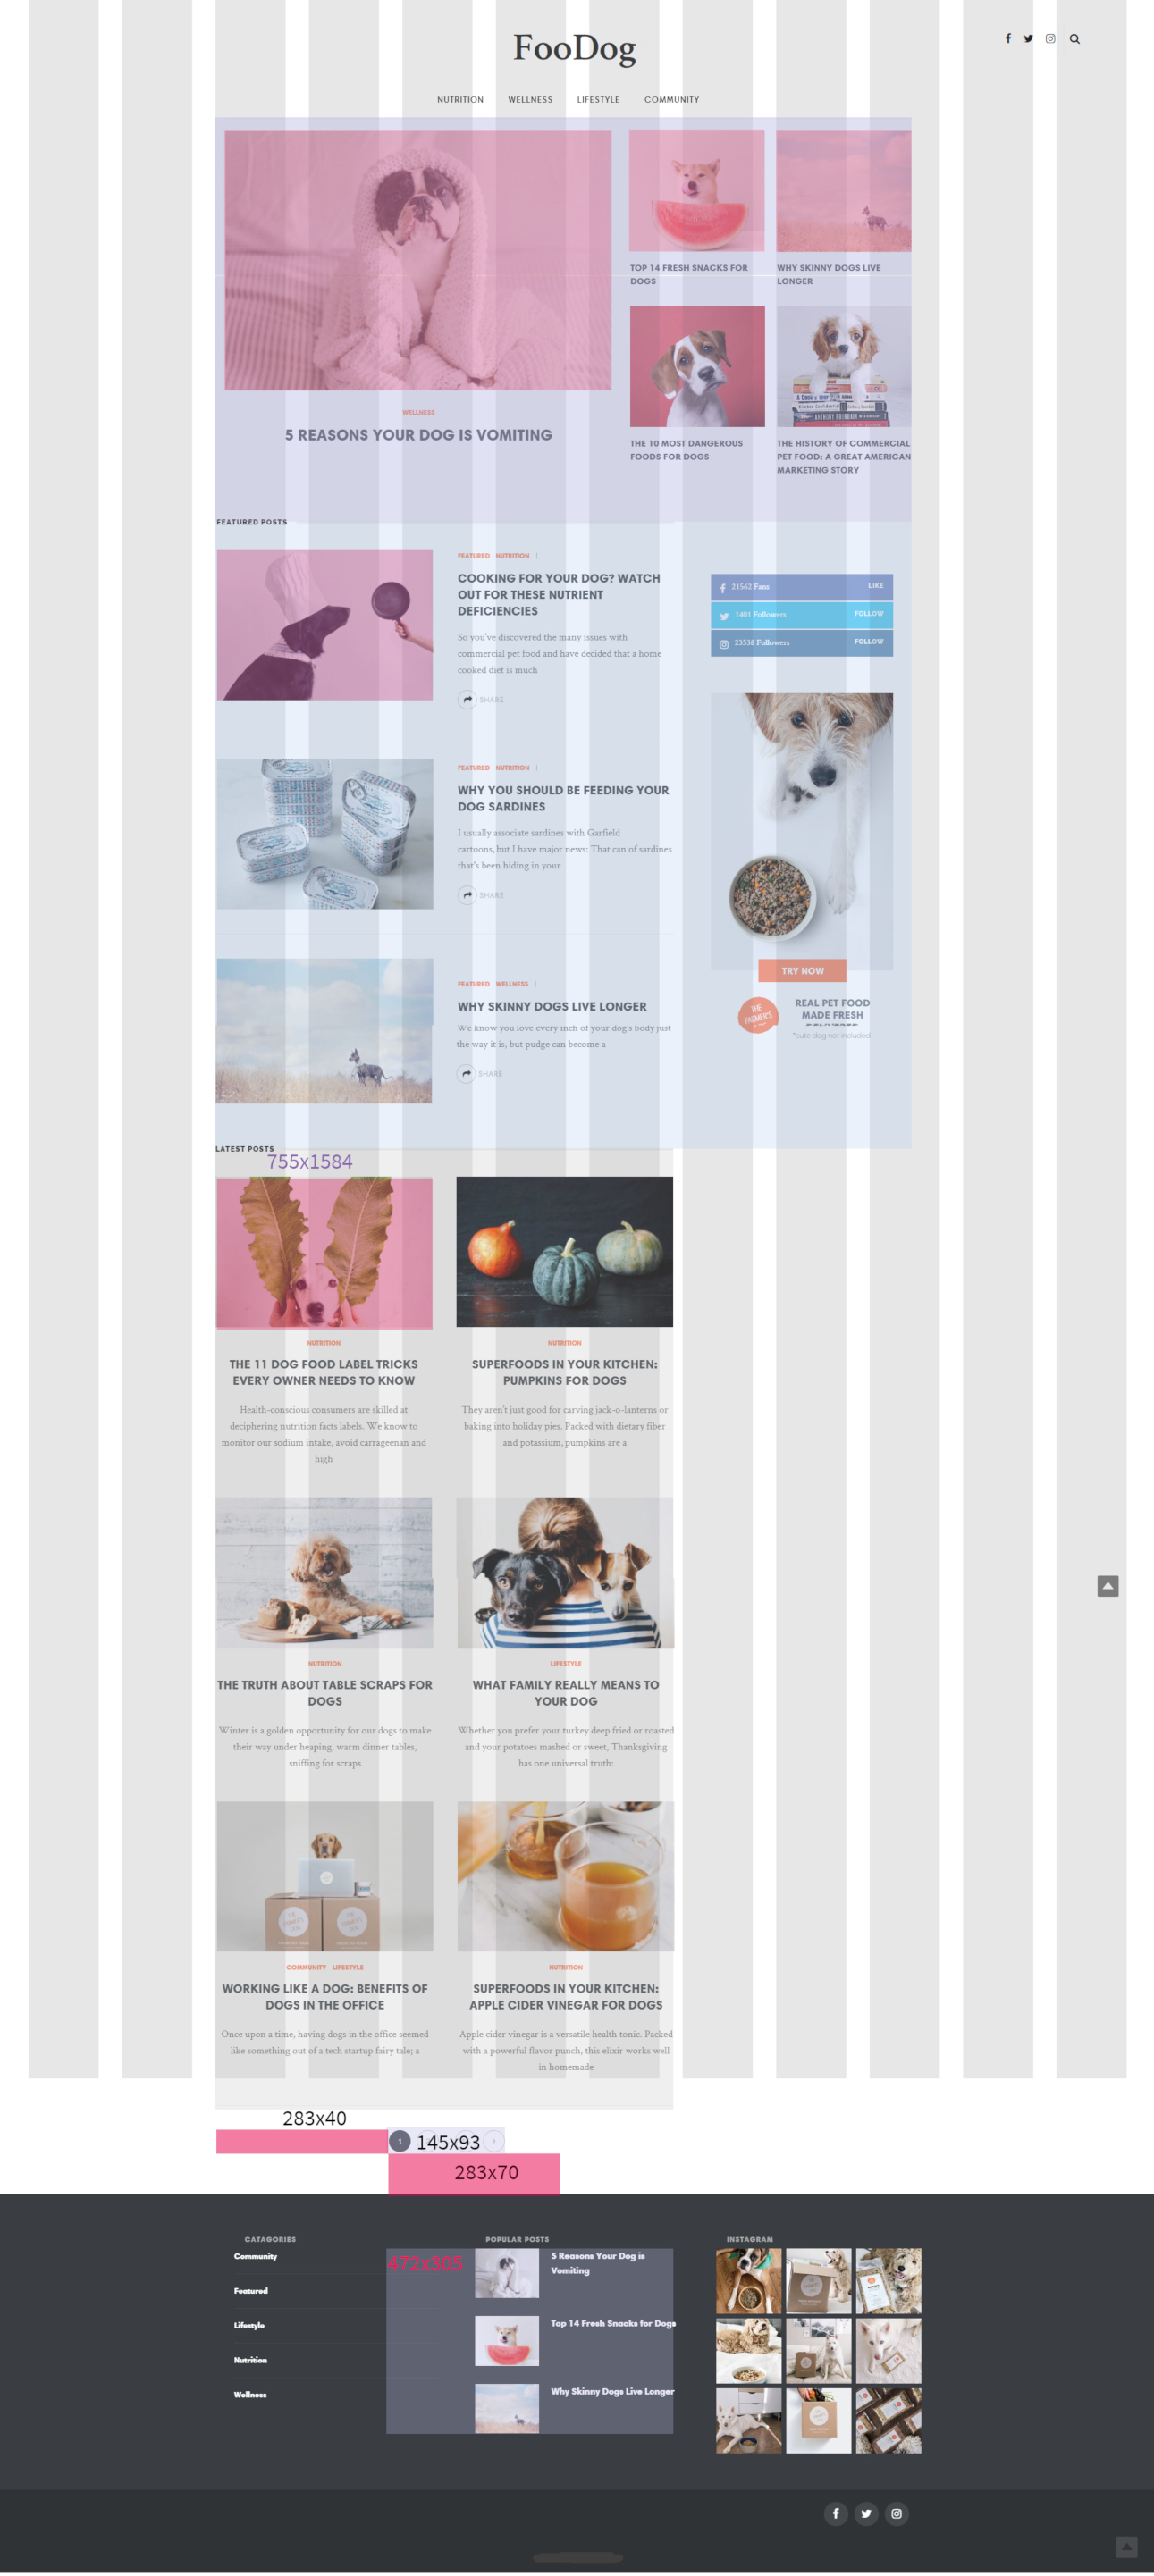 FooDog
NUTRITION WELLNESS LIFESTYLE COMMUNITY
TOP 14 FRESH SNACKS FOR
DOGS
WHY SKINNY DOGS LIVE
LONGER
WELLNESS
5 REASONS YOUR DOG IS VOMITING
THE 10 MOST DANGEROUS
FOODS FOR DOGS
THE HISTORY OF COMMERCIAL
PET FOOD: A GREAT AMERICAN
MARKETING STORY
FEATURED POSTS
FEATURED NUTRITION |
COOKING FOR YOUR DOG? WATCH
OUT FOR THESE NUTRIENT
DEFICIENCIES
So you've discovered the many issues with
commercial pet food and have decided that a home
cooked diet is much
SHARE
21562 Fans LIKE
1401 Followers FOLLOW
23538 Followers FOLLOW
FEATURED NUTRITION |
WHY YOU SHOULD BE FEEDING YOUR
DOG SARDINES
I usually associate sardines with Garfield
cartoons, but I have major news: That can of sardines
that's been hiding in your
SHARE
FEATURED WELLNESS |
WHY SKINNY DOGS LIVE LONGER
We know you love every inch of your dog's body just
the way it is, but pudge can become a
SHARE
TRY NOW
THE
FARMER'S
REAL PET FOOD
MADE FRESH
*cute dog not included
LATEST POSTS
755x1584
NUTRITION
THE 11 DOG FOOD LABEL TRICKS
EVERY OWNER NEEDS TO KNOW
Health-conscious consumers are skilled at
deciphering nutrition facts labels. We know to
monitor our sodium intake, avoid carrageenan and
high
NUTRITION
SUPERFOODS IN YOUR KITCHEN:
PUMPKINS FOR DOGS
They aren't just good for carving jack-o-lanterns or
baking into holiday pies. Packed with dietary fiber
and potassium, pumpkins are a
NUTRITION
THE TRUTH ABOUT TABLE SCRAPS FOR
DOGS
Winter is a golden opportunity for our dogs to make
their way under heaping, warm dinner tables,
sniffing for scraps
LIFESTYLE
WHAT FAMILY REALLY MEANS TO
YOUR DOG
Whether you prefer your turkey deep fried or roasted
and your potatoes mashed or sweet, Thanksgiving
has one universal truth:
COMMUNITY LIFESTYLE
WORKING LIKE A DOG: BENEFITS OF
DOGS IN THE OFFICE
Once upon a time, having dogs in the office seemed
like something out of a tech startup fairy tale; a
NUTRITION
SUPERFOODS IN YOUR KITCHEN:
APPLE CIDER VINEGAR FOR DOGS
Apple cider vinegar is a versatile health tonic. Packed
with a powerful flavor punch, this elixir works well
in homemade
283x40
1 145x93
283x70
CATAGORIES
Community
Featured
Lifestyle
Nutrition
Wellness
472x305
POPULAR POSTS
5 Reasons Your Dog is
Vomiting
Top 14 Fresh Snacks for Dogs
Why Skinny Dogs Live Longer
INSTAGRAM